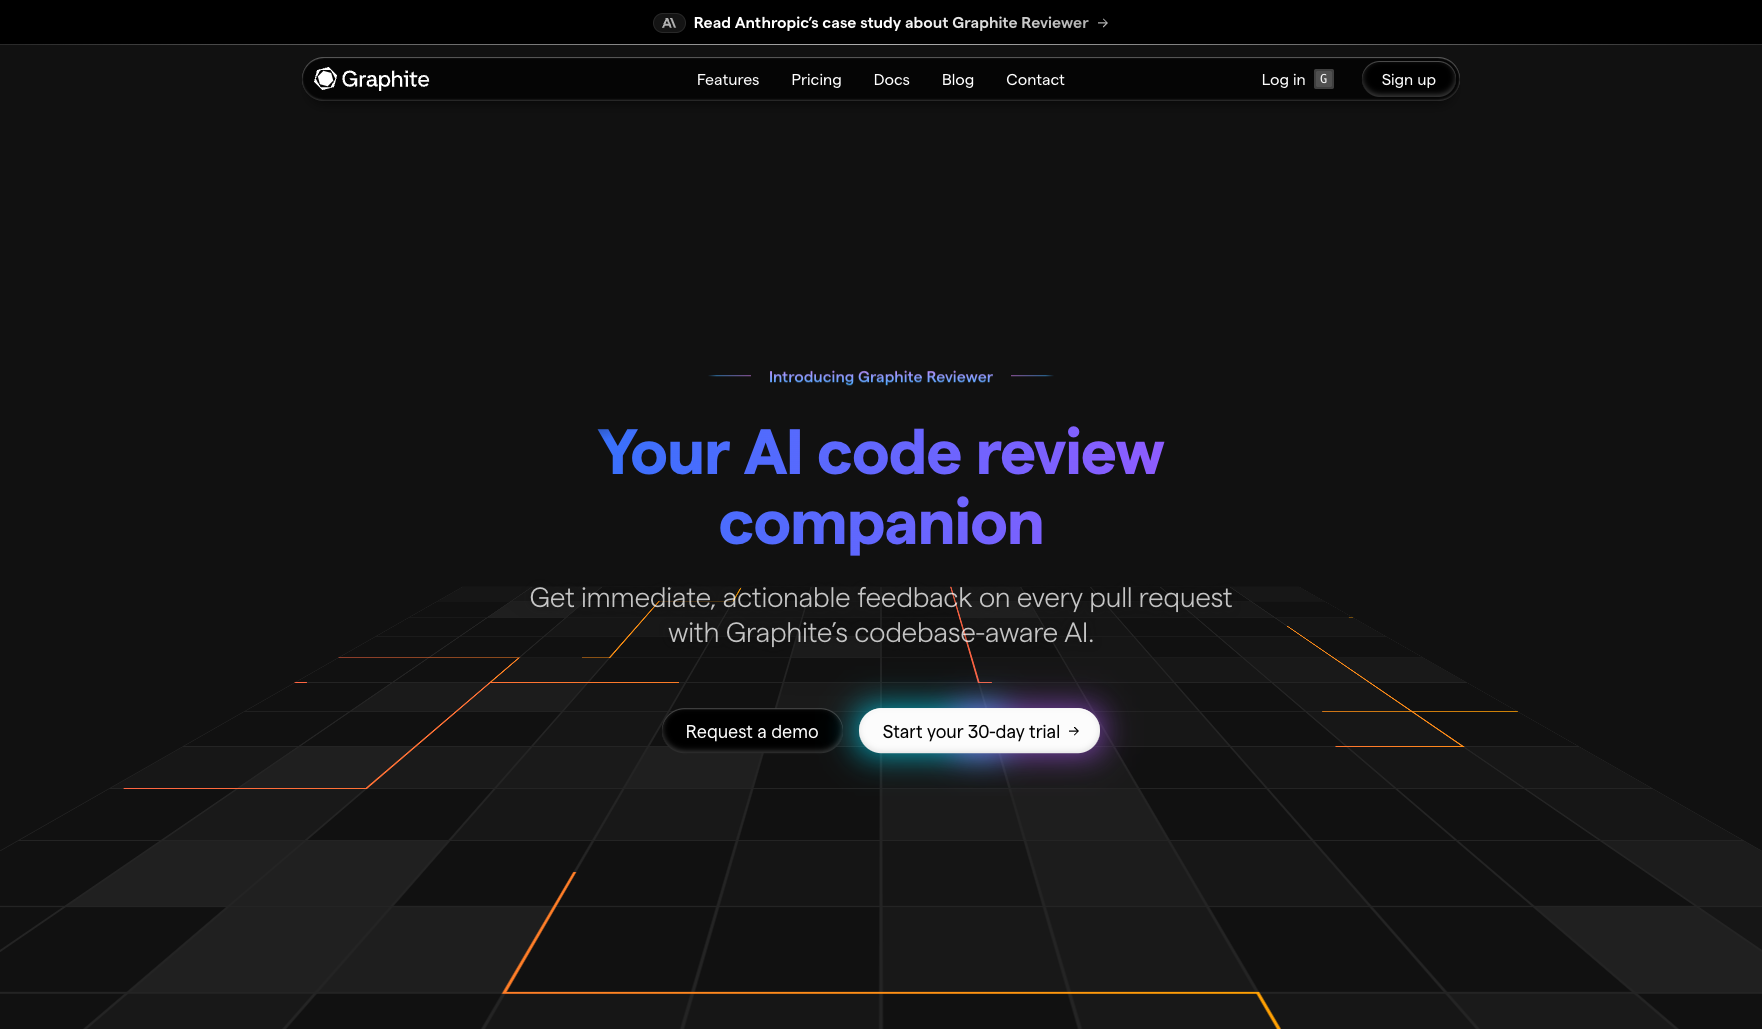 A\ Read Anthropic’s case study about Graphite Reviewer →
Graphite
Features Pricing Docs Blog Contact
Log in G Sign up
Introducing Graphite Reviewer
Your AI code review
companion
Get immediate, actionable feedback on every pull request
with Graphite’s codebase-aware AI.
Request a demo
Start your 30-day trial →